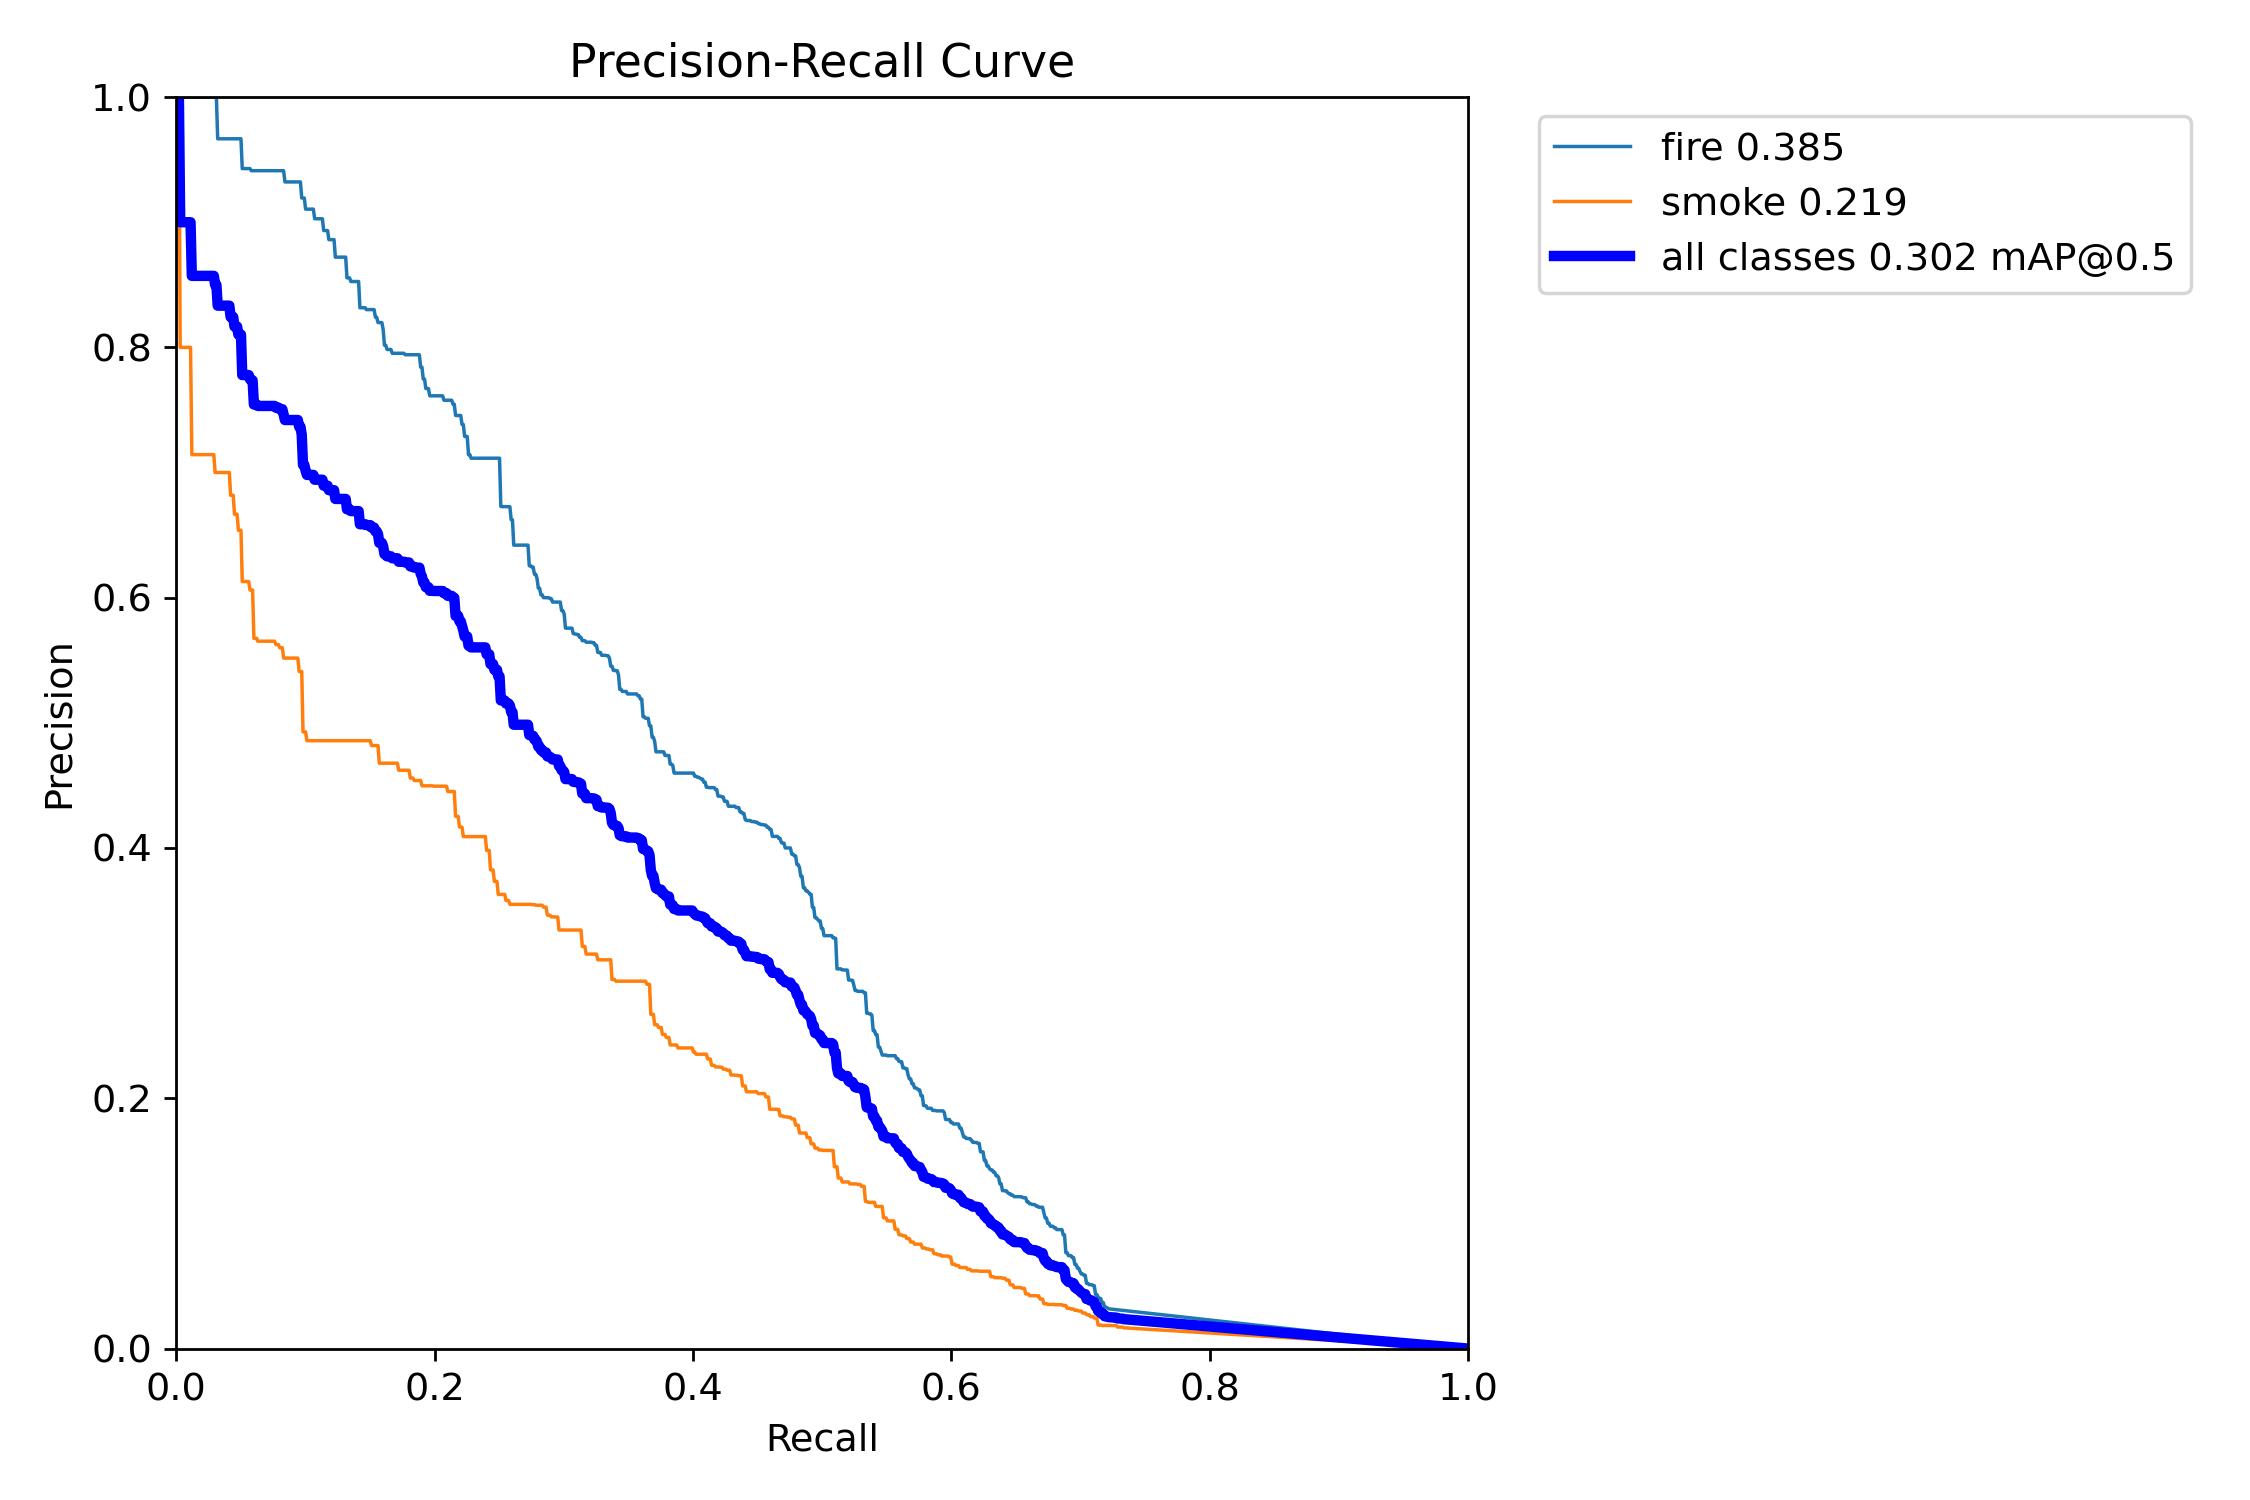 Precision-Recall Curve
1.0
0.8
0.6
0.4
0.2
0.0
Precision
0.0 0.2 0.4 0.6 0.8 1.0
Recall
fire 0.385
smoke 0.219
all classes 0.302 mAP@0.5